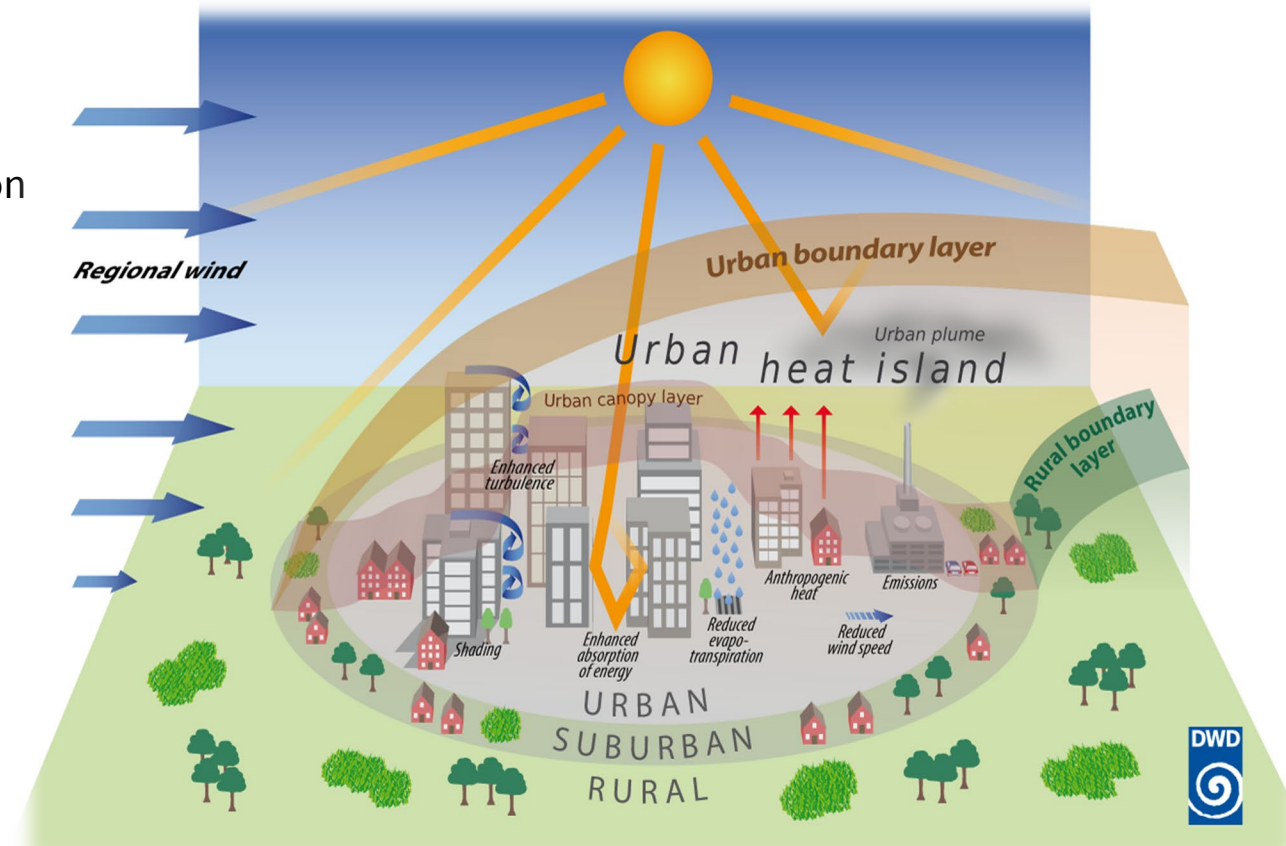 on
Regional wind
Urban boundary layer
Urban plume
Urban
heat island
Urban canopy layer
Rural boundary
layer
Enhanced
turbulence
Anthropogenic
heat
Emissions
Shading
Enhanced
absorption
of energy
Reduced
evapo-
transpiration
Reduced
wind speed
URBAN
SUBURBAN
RURAL
DWD